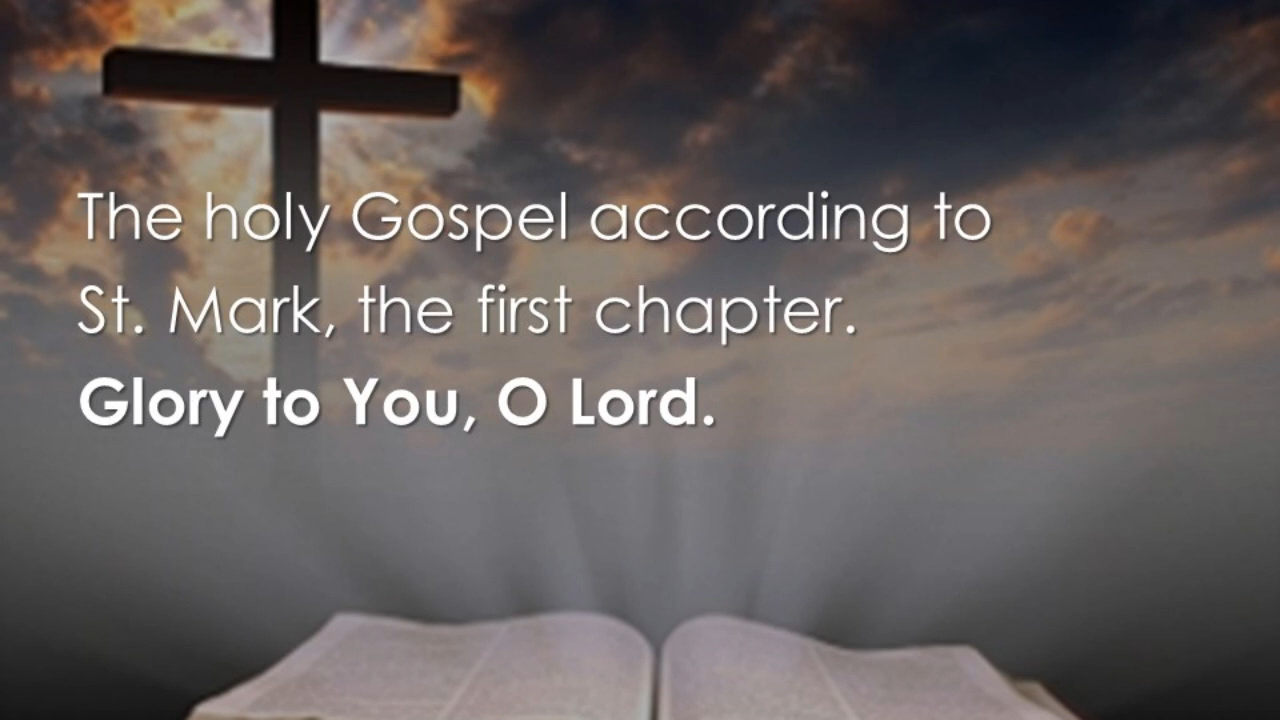 The holy Gospel according to
St. Mark, the first chapter.
Glory to You, O Lord.